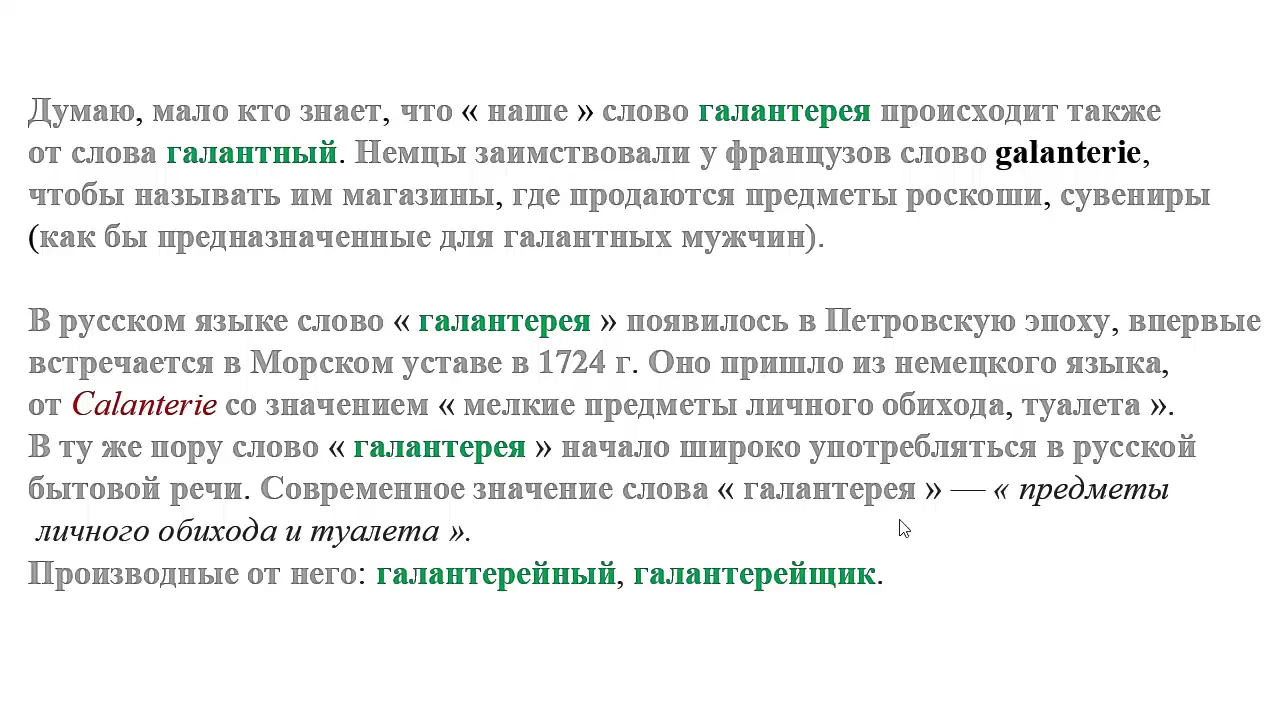 Думаю, мало кто знает, что « наше » слово галантерея происходит также
от слова галантный. Немцы заимствовали у французов слово galanterie,
чтобы называть им магазины, где продаются предметы роскоши, сувениры
(как бы предназначенные для галантных мужчин).
В русском языке слово « галантерея » появилось в Петровскую эпоху, впервые
встречается в Морском уставе в 1724 г. Оно пришло из немецкого языка,
от Calanterie со значением « мелкие предметы личного обихода, туалета ».
В ту же пору слово « галантерея » начало широко употребляться в русской
бытовой речи. Современное значение слова « галантерея » — « предметы
личного обихода и туалета ».
Производные от него: галантерейный, галантерейщик.